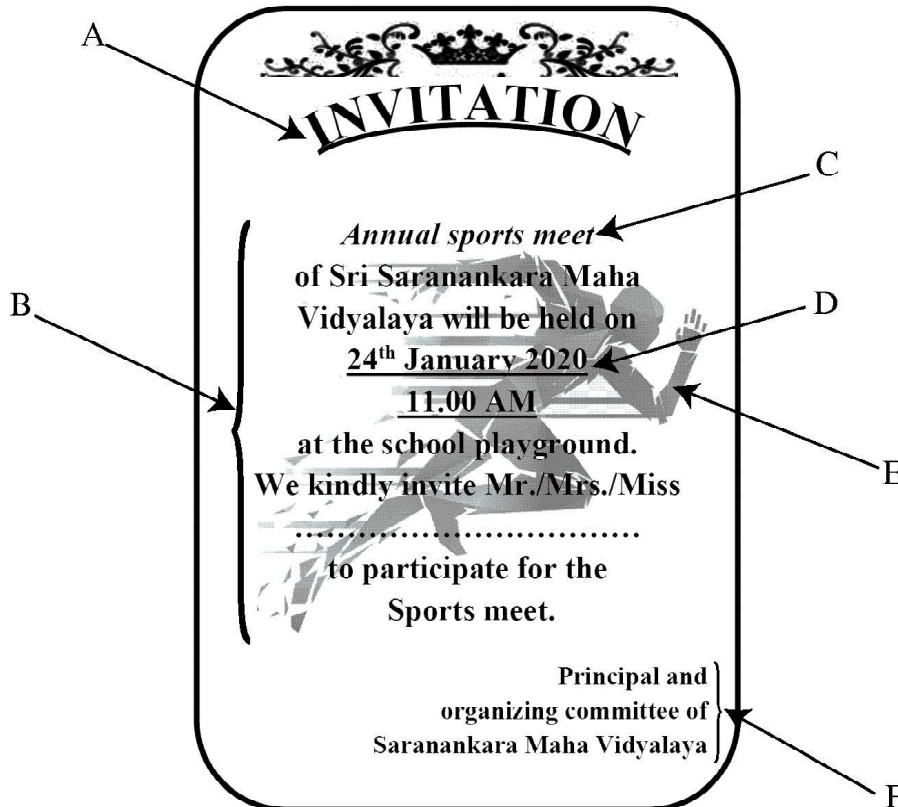 A
INVITATION
C
Annual sports meet
of Sri Saranankara Maha
B
Vidyalaya will be held on
D
24th January 2020
11.00 AM
at the school playground.
E
We kindly invite Mr./Mrs./Miss
....................................
to participate for the
Sports meet.
Principal and
organizing committee of
Saranankara Maha Vidyalaya
F